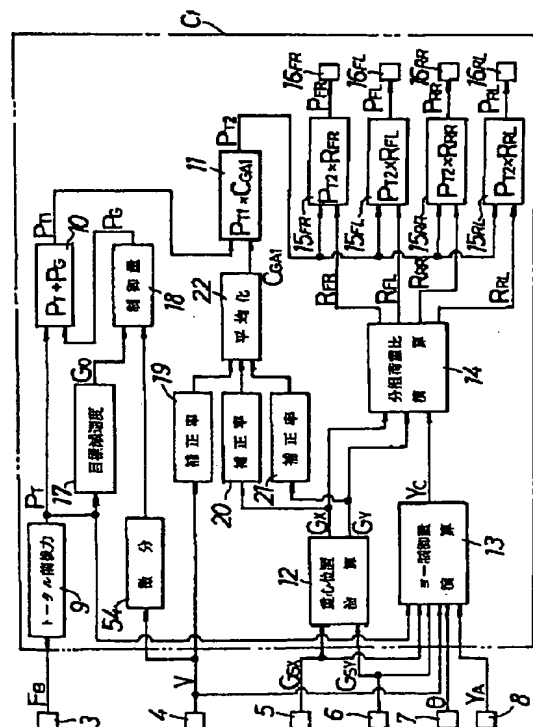 C1
3
FB
9
トータル制動力
PT
10
PT+PG
PT1
PG
17
目標減速度
G0
18
制御量
54
微分
4
V
19
補正率
20
補正率
21
補正率
22
平均化
CGA1
11
PT1×CGA1
PT2
5
GSX
6
GSY
12
重心位置
演算
GX
GY
7
θ
8
YA
13
ヨー制御量
演算
YC
14
分担荷重比
演算
RFR
RFL
RRR
RRL
15FR
PT2×RFR
PFR
16FR
15FL
PT2×RFL
PFL
16FL
15RR
PT2×RRR
PRR
16RR
15RL
PT2×RRL
PRL
16RL